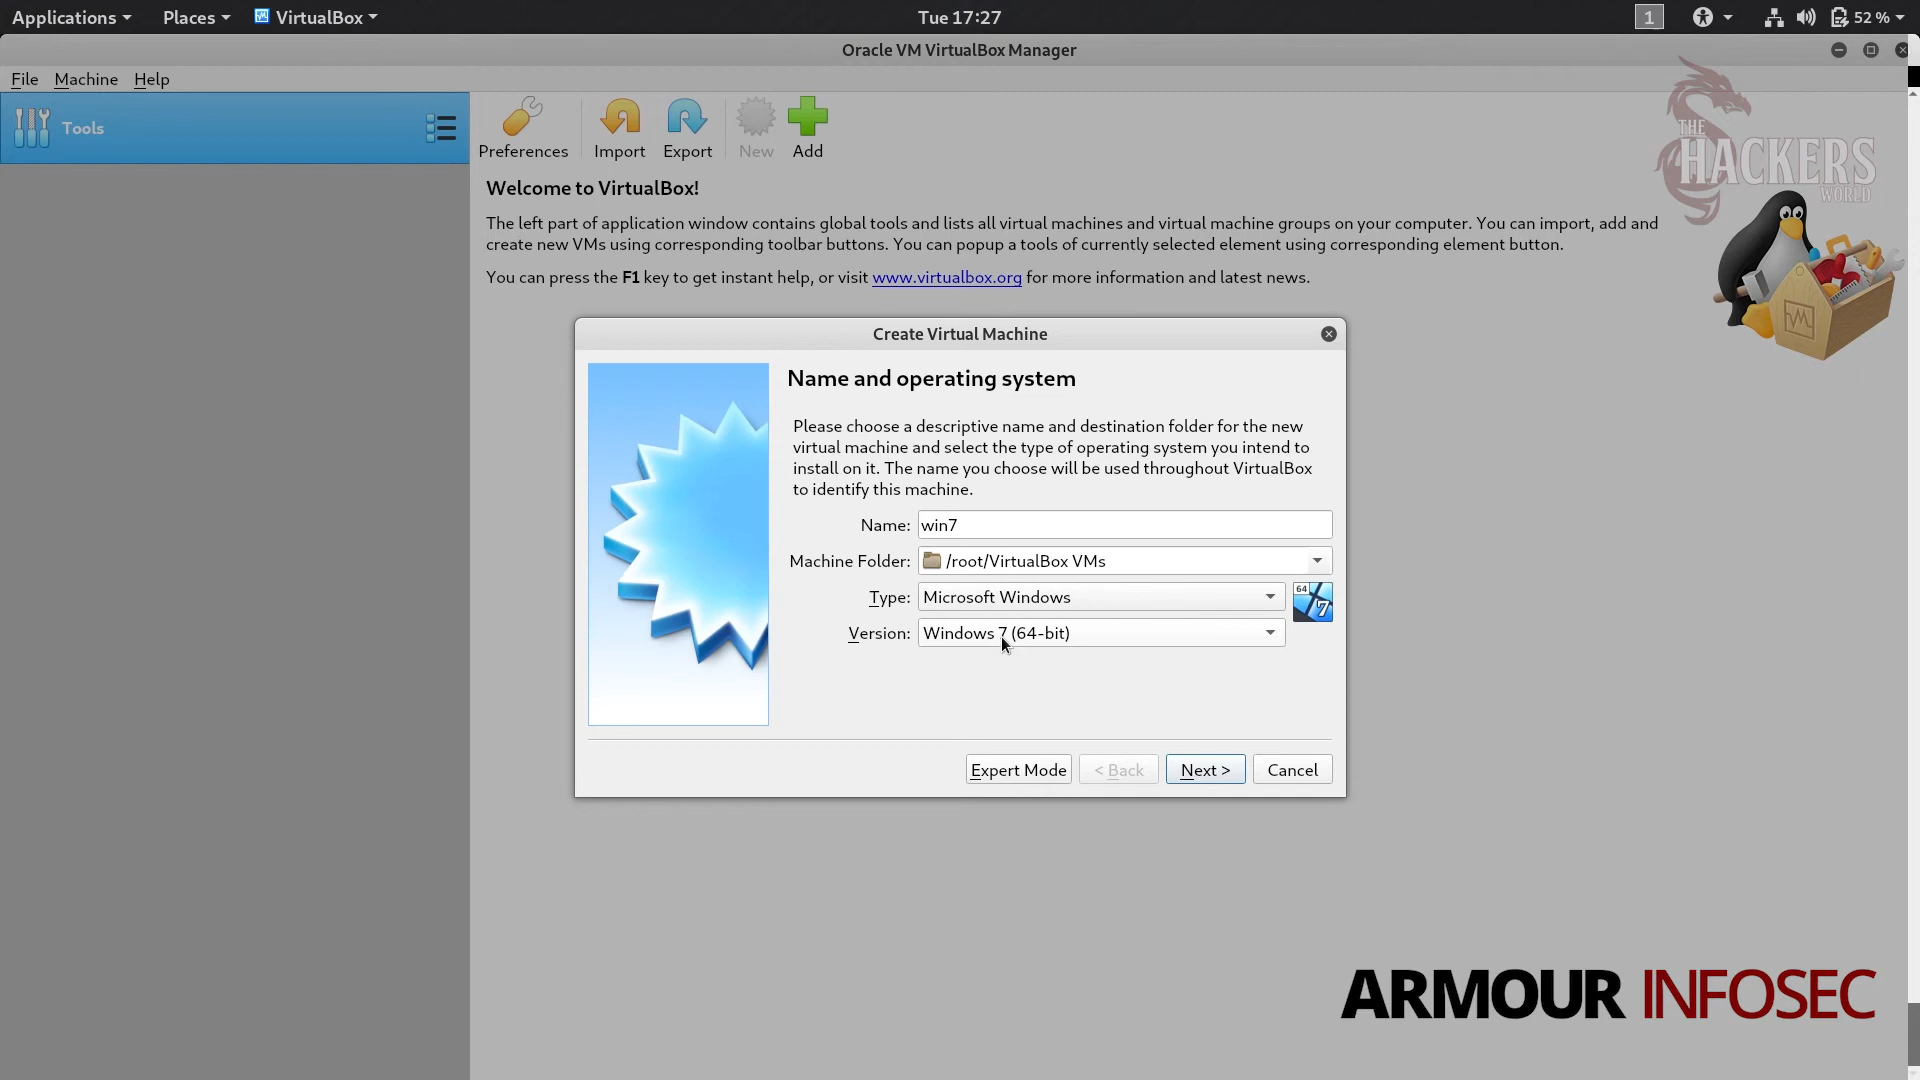 Applications Places VirtualBox Tue 17:27 1 52 %
Oracle VM VirtualBox Manager
File Machine Help
Tools
Preferences Import Export New Add
THE
HACKERS
WORLD
Welcome to VirtualBox!
The left part of application window contains global tools and lists all virtual machines and virtual machine groups on your computer. You can import, add and
create new VMs using corresponding toolbar buttons. You can popup a tools of currently selected element using corresponding element button.
You can press the F1 key to get instant help, or visit www.virtualbox.org for more information and latest news.
Create Virtual Machine
Name and operating system
Please choose a descriptive name and destination folder for the new
virtual machine and select the type of operating system you intend to
install on it. The name you choose will be used throughout VirtualBox
to identify this machine.
Name: win7
Machine Folder: /root/VirtualBox VMs
Type: Microsoft Windows
64
7
Version: Windows 7 (64-bit)
Expert Mode < Back Next > Cancel
ARMOUR INFOSEC